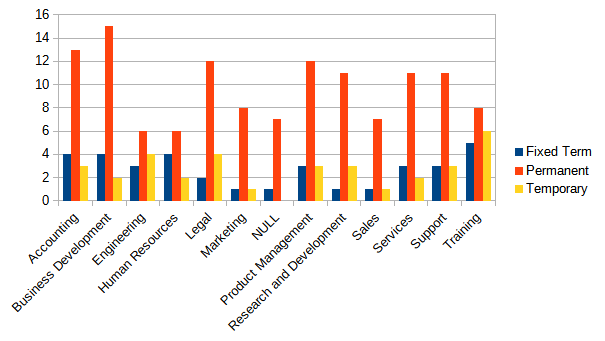 16
14
12
10
8
6
4
2
0
Accounting
Business Development
Engineering
Human Resources
Legal
Marketing
NULL
Product Management
Research and Development
Sales
Services
Support
Training
Fixed Term
Permanent
Temporary